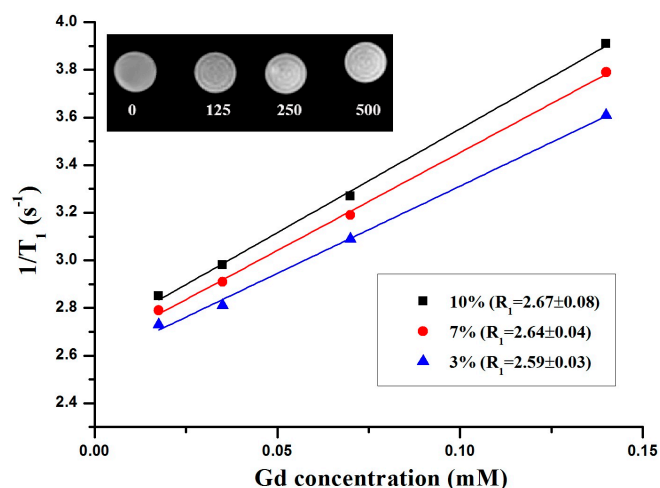 4.0
3.8
3.6
3.4
3.2
3.0
2.8
2.6
2.4
1/T₁ (s⁻¹)
0 125 250 500
10% (R₁=2.67±0.08)
7% (R₁=2.64±0.04)
3% (R₁=2.59±0.03)
0.00 0.05 0.10 0.15
Gd concentration (mM)